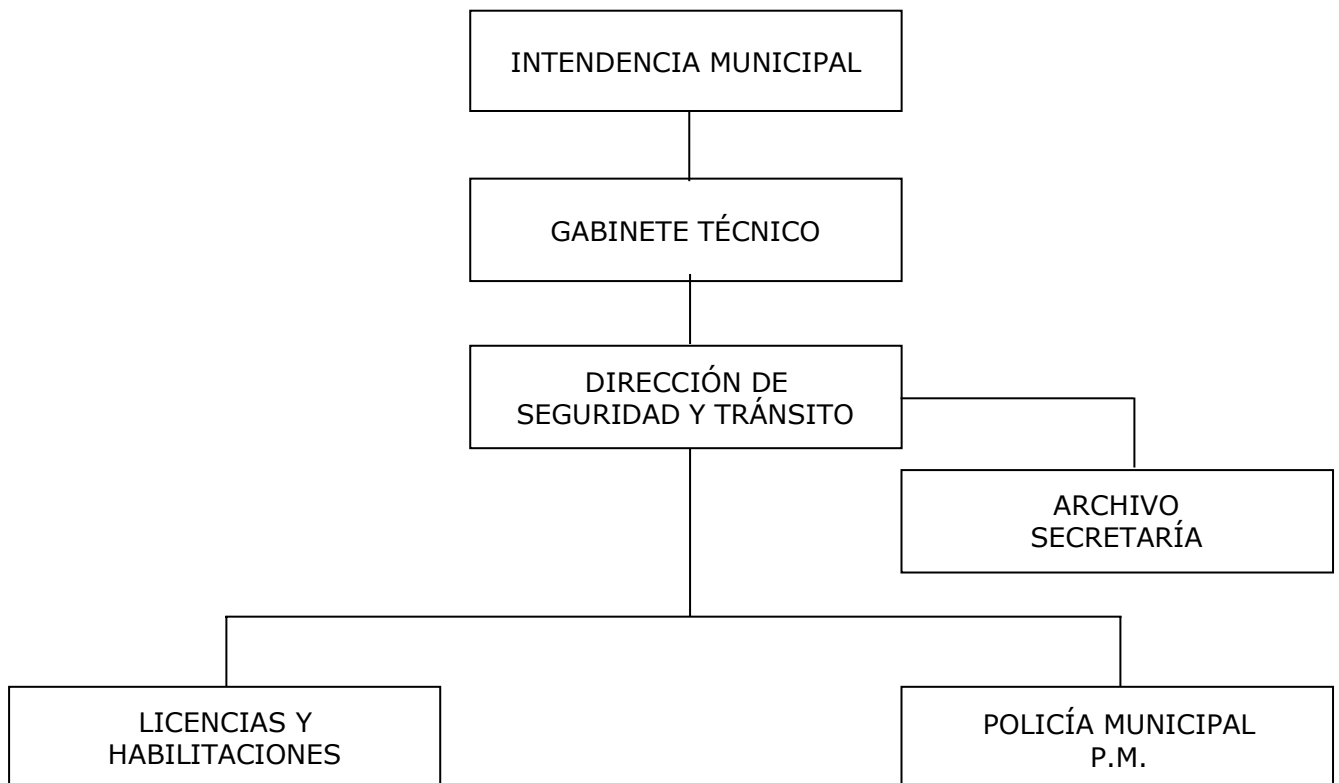 INTENDENCIA MUNICIPAL
GABINETE TÉCNICO
DIRECCIÓN DE
SEGURIDAD Y TRÁNSITO
ARCHIVO
SECRETARÍA
LICENCIAS Y
HABILITACIONES
POLICÍA MUNICIPAL
P.M.